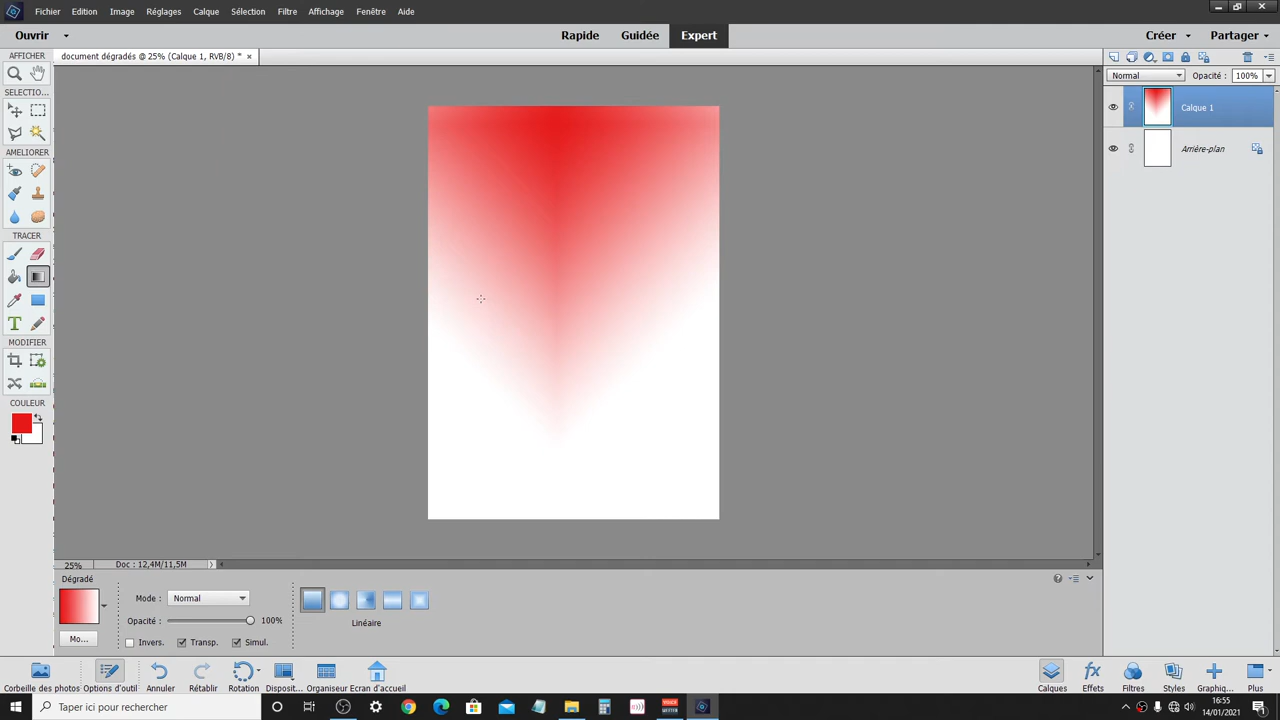 Fichier Edition Image Réglages Calque Sélection Filtre Affichage Fenêtre Aide
Ouvrir Rapide Guidée Expert Créer Partager
AFFICHER
document dégradés @ 25% (Calque 1, RVB/8) * ×
Normal Opacité : 100%
SELECTIO...
Calque 1
AMELIORER
Arrière-plan
TRACER
T
MODIFIER
COULEUR
25% Doc : 12,4M/11,5M
Dégradé
Mode : Normal
Opacité : 100%
Linéaire
Mo... Invers. Transp. Simul.
Corbeille des photos Options d'outil Annuler Rétablir Rotation Disposit... Organiseur Ecran d'accueil Calques Effets Filtres Styles Graphiq... Plus
Taper ici pour rechercher
16:55
14/01/2021